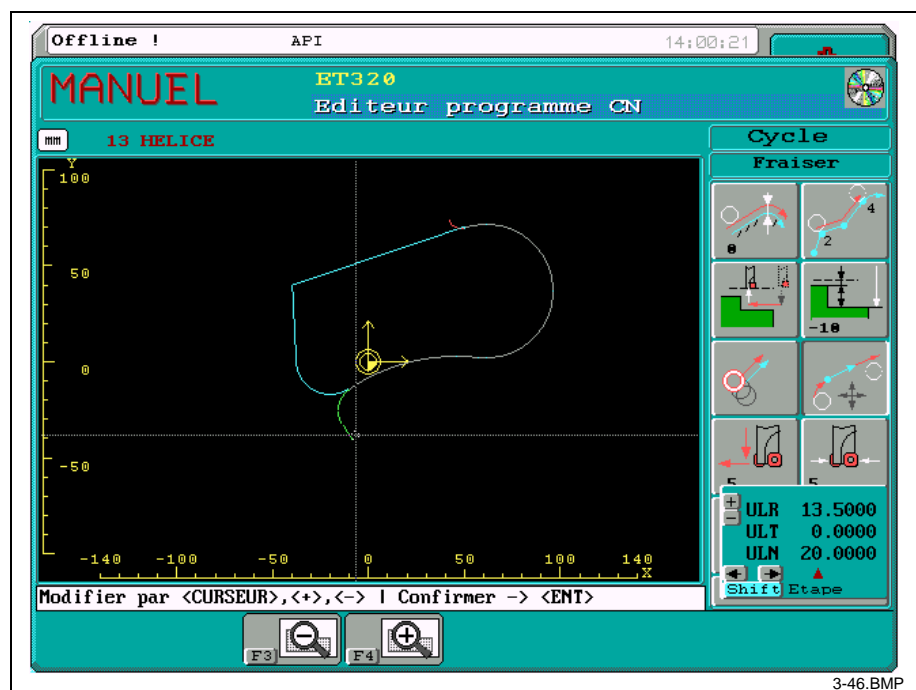 Offline ! API 14:00:21
MANUEL ET320
Editeur programme CN
mm 13 HELICE Cycle
Fraiser
Y
100
50
0
-50
-140 -100 -50 0 50 100 140
X
0 2 4
-10
5 5
+ ULR 13.5000
- ULT 0.0000
ULN 20.0000
Shift Etape
Modifier par <CURSEUR>,<+>,<-> | Confirmer -> <ENT>
F3 F4
3-46.BMP